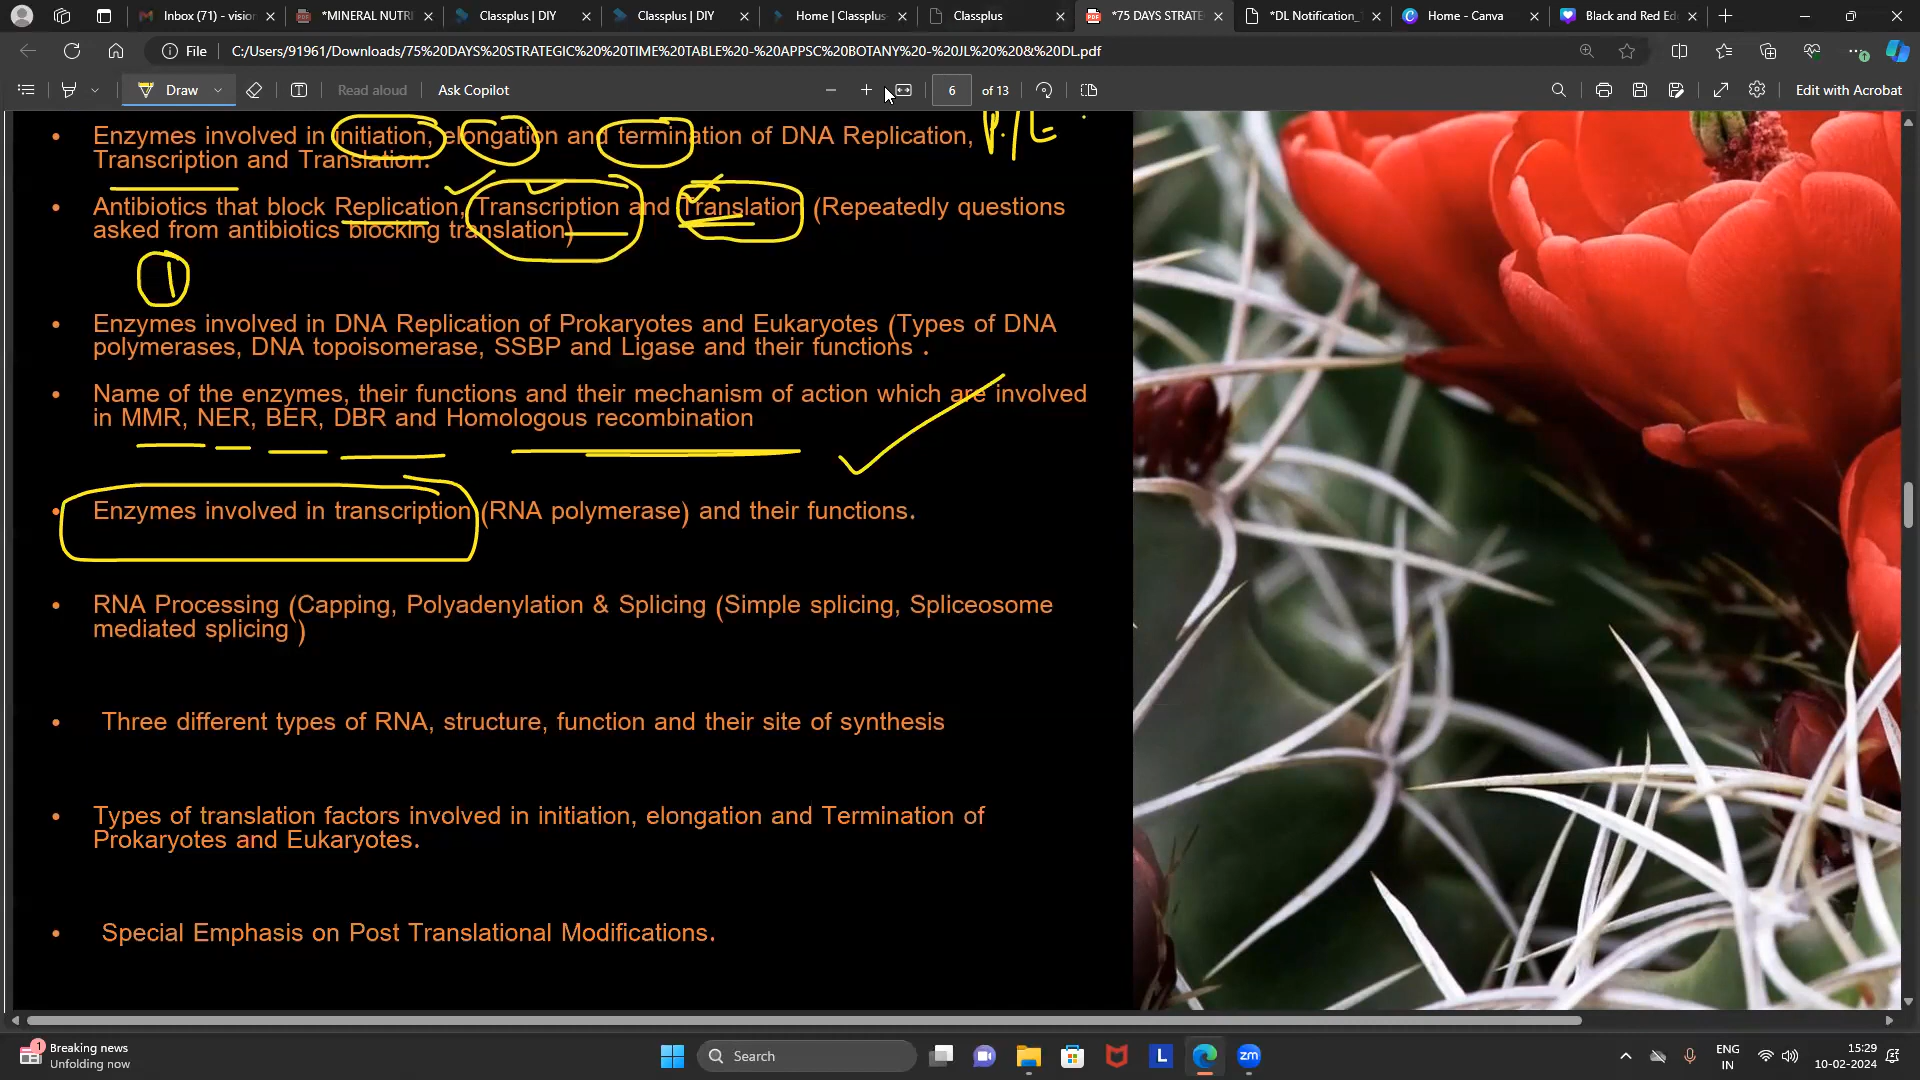 Inbox (71) - vision
*MINERAL NUTRI
Classplus | DIY
Classplus | DIY
Home | Classplus
Classplus
*75 DAYS STRATE
*DL Notification_
Home - Canva
Black and Red Ed
File
C:/Users/91961/Downloads/75%20DAYS%20STRATEGIC%20%20TIME%20TABLE%20-%20APPSC%20BOTANY%20-%20JL%20%20&%20DL.pdf
Draw
Read aloud
Ask Copilot
6 of 13
Edit with Acrobat
• Enzymes involved in initiation, elongation and termination of DNA Replication,
Transcription and Translation.
• Antibiotics that block Replication, Transcription and Translation (Repeatedly questions
asked from antibiotics blocking translation)
1
• Enzymes involved in DNA Replication of Prokaryotes and Eukaryotes (Types of DNA
polymerases, DNA topoisomerase, SSBP and Ligase and their functions .
• Name of the enzymes, their functions and their mechanism of action which are involved
in MMR, NER, BER, DBR and Homologous recombination
• Enzymes involved in transcription (RNA polymerase) and their functions.
• RNA Processing (Capping, Polyadenylation & Splicing (Simple splicing, Spliceosome
mediated splicing )
• Three different types of RNA, structure, function and their site of synthesis
• Types of translation factors involved in initiation, elongation and Termination of
Prokaryotes and Eukaryotes.
• Special Emphasis on Post Translational Modifications.
1
Breaking news
Unfolding now
Search
L
zm
ENG
IN
15:29
10-02-2024